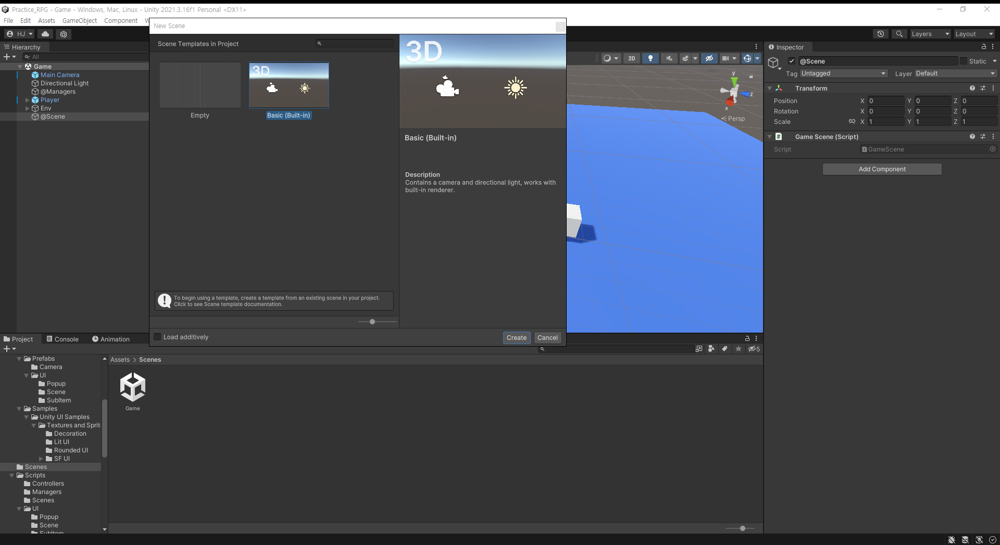 Practice_RPG - Game - Windows, Mac, Linux - Unity 2021.3.16f1 Personal <DX11>
File Edit Assets GameObject Component
HJ
Layers
Layout
Hierarchy
All
Game
Main Camera
Directional Light
@Managers
Player
Env
@Scene
New Scene
Scene Templates in Project
Empty
3D
Basic (Built-in)
To begin using a template, create a template from an existing scene in your project.
Click to see Scene template documentation.
Load additively
3D
Basic (Built-in)
Description
Contains a camera and directional light, works with
built-in renderer.
Create
Cancel
2D
y
z
x
Persp
Inspector
@Scene
Static
Tag Untagged Layer Default
Transform
Position X 0 Y 0 Z 0
Rotation X 0 Y 0 Z 0
Scale X 1 Y 1 Z 1
# Game Scene (Script)
Script GameScene
Add Component
Project
Console
Animation
5
Prefabs
Camera
UI
Popup
Scene
SubItem
Samples
Unity UI Samples
Textures and Sprit
Decoration
Lit UI
Rounded UI
SF UI
Scenes
Scripts
Controllers
Managers
Scenes
UI
Popup
Scene
SubItem
Assets > Scenes
Game